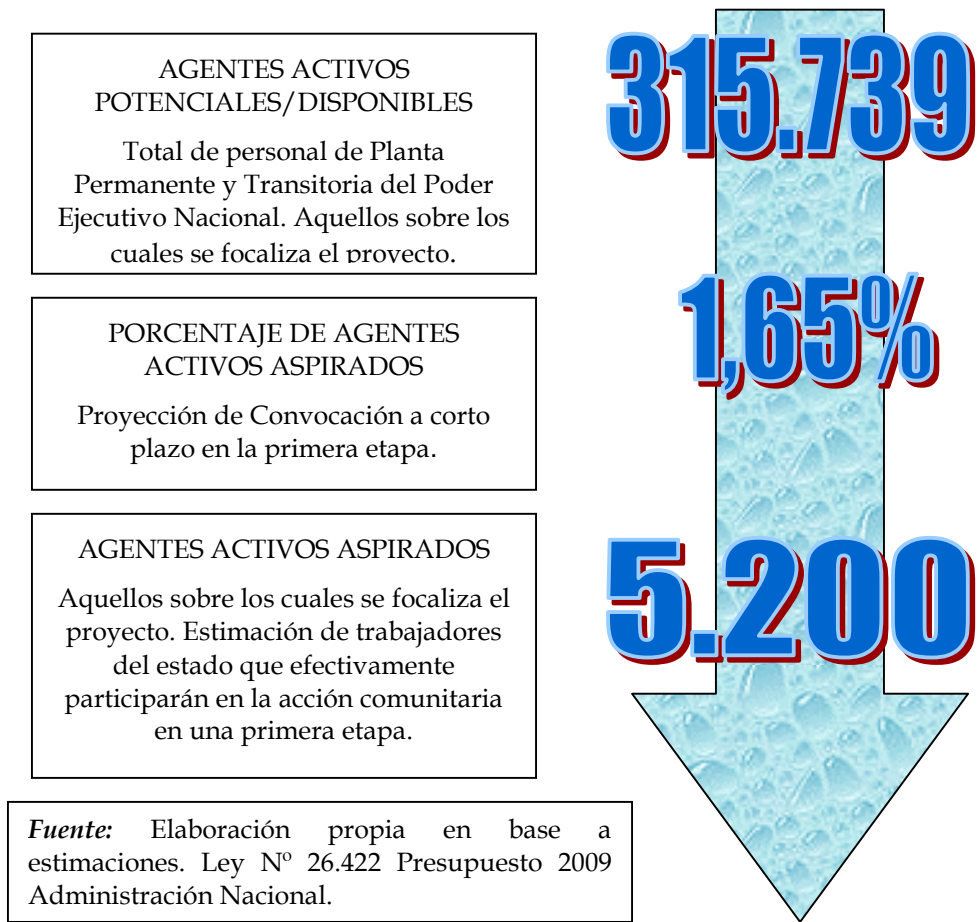 AGENTES ACTIVOS
POTENCIALES/DISPONIBLES
Total de personal de Planta
Permanente y Transitoria del Poder
Ejecutivo Nacional. Aquellos sobre los
cuales se focaliza el proyecto.
315.739
PORCENTAJE DE AGENTES
ACTIVOS ASPIRADOS
Proyección de Convocación a corto
plazo en la primera etapa.
1,65%
AGENTES ACTIVOS ASPIRADOS
Aquellos sobre los cuales se focaliza el
proyecto. Estimación de trabajadores
del estado que efectivamente
participarán en la acción comunitaria
en una primera etapa.
5.200
Fuente: Elaboración propia en base a
estimaciones. Ley Nº 26.422 Presupuesto 2009
Administración Nacional.